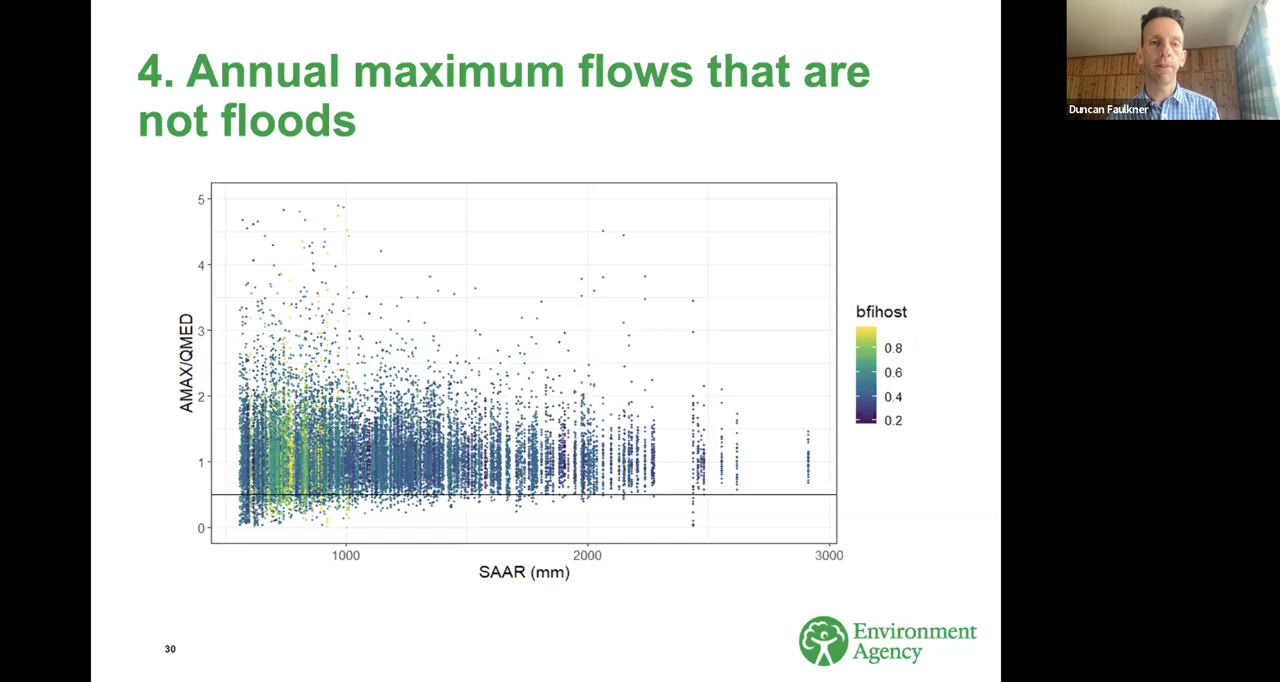 4. Annual maximum flows that are
not floods
Duncan Faulkner
5
4
3
2
1
0
AMAX/QMED
1000
2000
3000
SAAR (mm)
bfihost
0.8
0.6
0.4
0.2
30
Environment
Agency